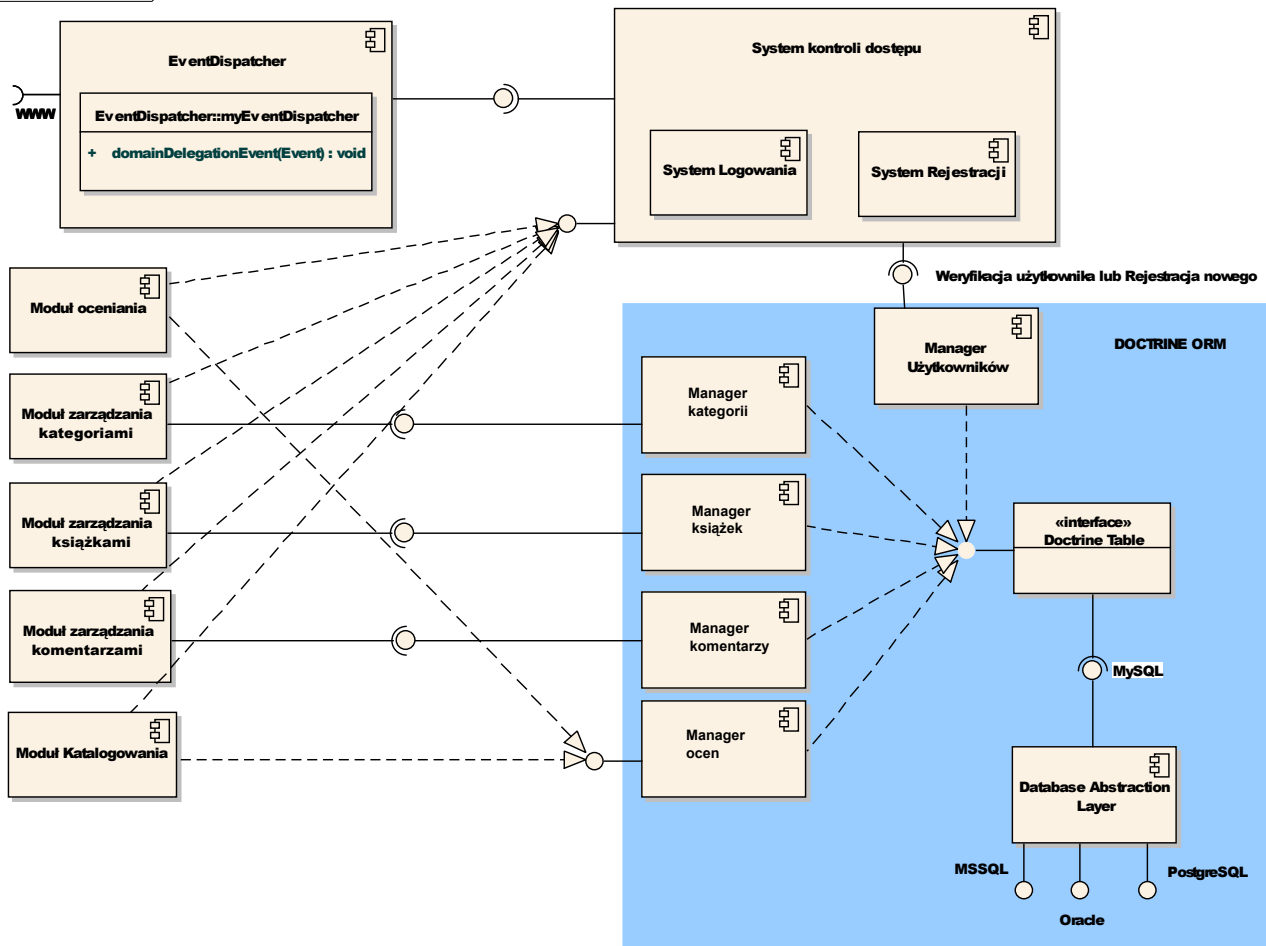 EventDispatcher
WWW
EventDispatcher::myEventDispatcher
+ domainDelegationEvent(Event) : void
System kontroli dostępu
System Logowania
System Rejestracji
Weryfikacja użytkownika lub Rejestracja nowego
Moduł oceniania
Moduł zarządzania
kategoriami
Moduł zarządzania
książkami
Moduł zarządzania
komentarzami
Moduł Katalogowania
DOCTRINE ORM
Manager
Użytkowników
Manager
kategorii
Manager
książek
Manager
komentarzy
Manager
ocen
«interface»
Doctrine Table
MySQL
Database Abstraction
Layer
MSSQL
Oracle
PostgreSQL